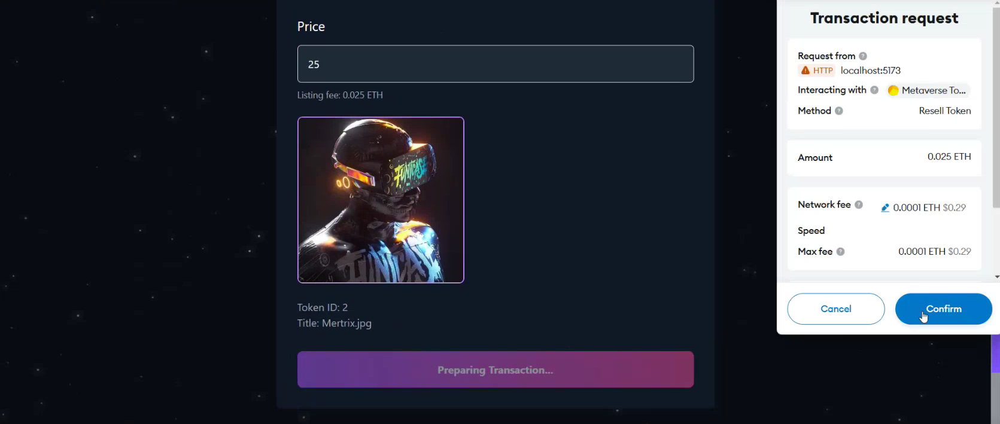 Price
25
Listing fee: 0.025 ETH
FUNTCASE
FUNTCASE
Token ID: 2
Title: Mertrix.jpg
Preparing Transaction...
Transaction request
Request from
HTTP localhost:5173
Interacting with Metaverse To...
Method Resell Token
Amount 0.025 ETH
Network fee 0.0001 ETH $0.29
Speed
Max fee 0.0001 ETH $0.29
Cancel Confirm